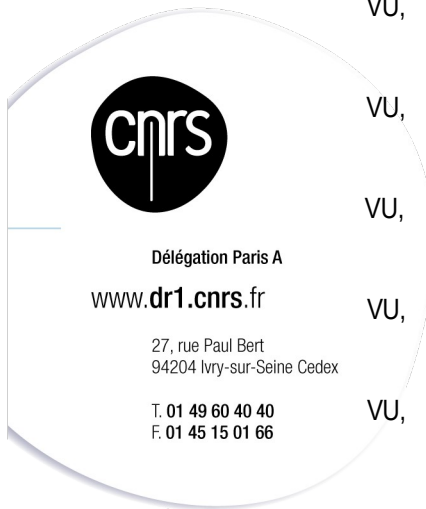 VU,
VU,
VU,
VU,
VU,
cnrs
Délégation Paris A
www.dr1.cnrs.fr
27, rue Paul Bert
94204 Ivry-sur-Seine Cedex
T. 01 49 60 40 40
F. 01 45 15 01 66